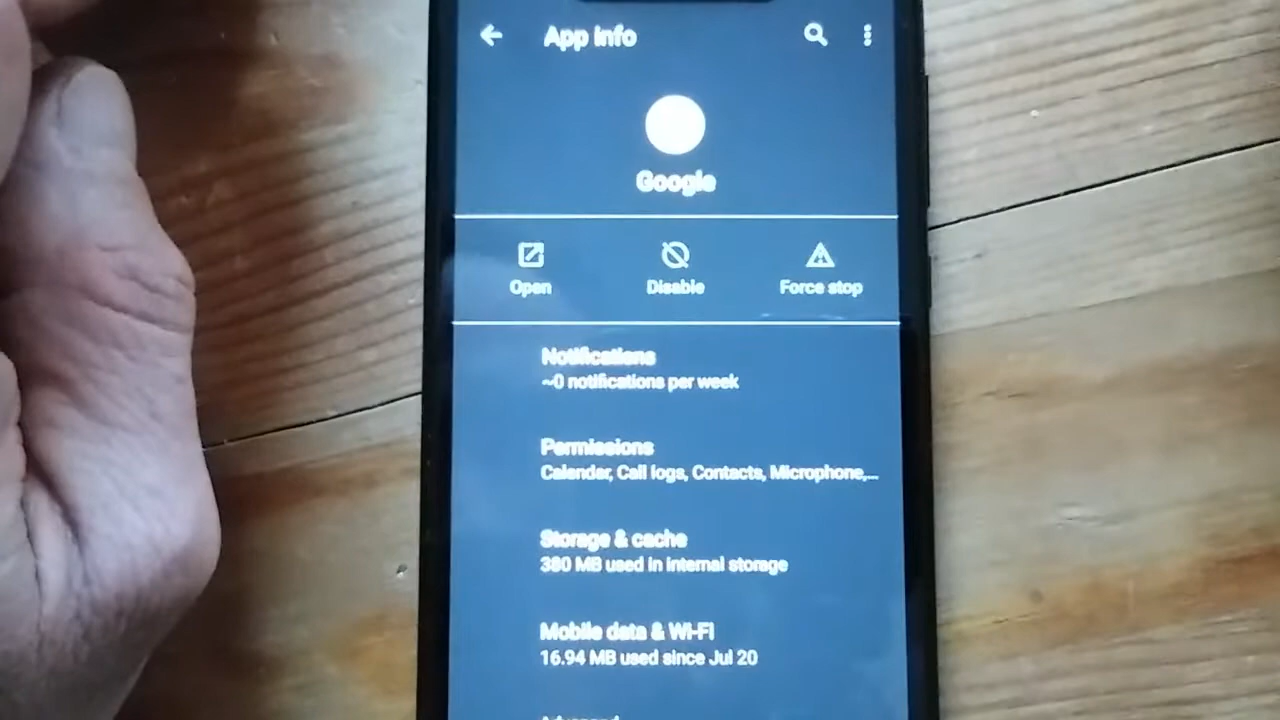 App info
Google
Open
Disable
Force stop
Notifications
~0 notifications per week
Permissions
Calendar, Call logs, Contacts, Microphone,...
Storage & cache
380 MB used in internal storage
Mobile data & Wi-Fi
16.94 MB used since Jul 20